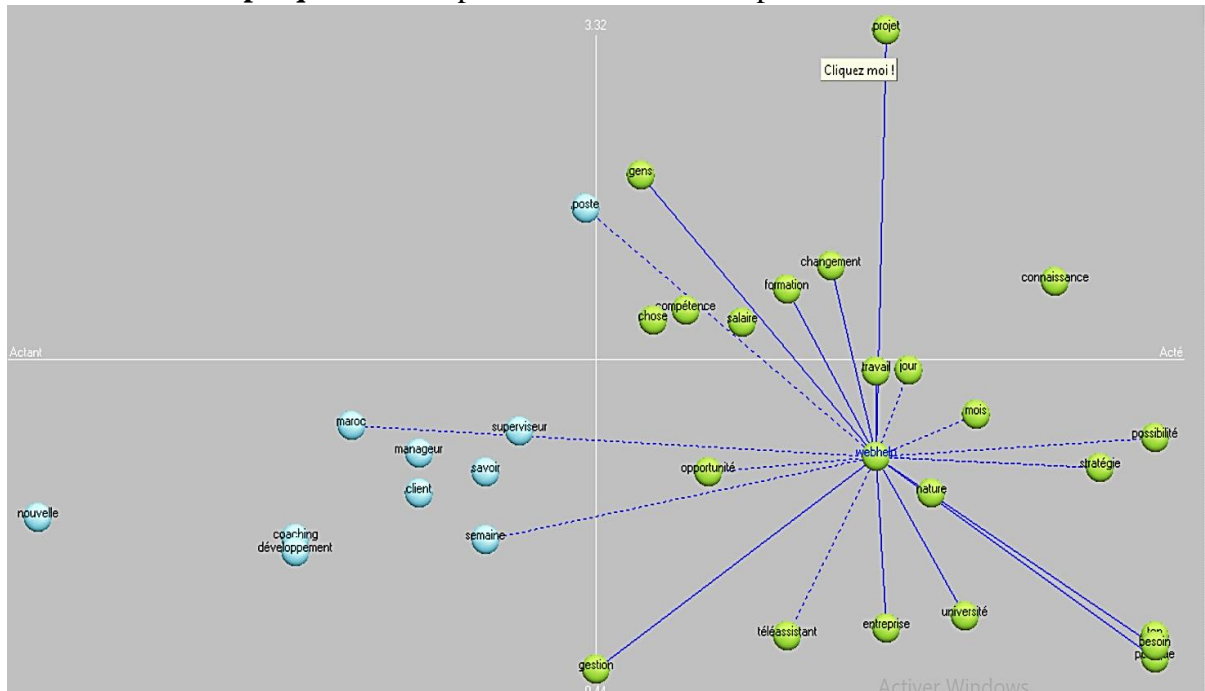 3.32
projet
Cliquez moi !
gens
poste
changement
connaissance
formation
compétence
chose
salaire
Actant
Acté
travail
jour
mois
maroc
superviseur
possibilité
manageur
webhelp
savoir
opportunité
stratégie
client
nature
nouvelle
coaching
semaine
développement
université
téléassistant
entreprise
besoin
gestion
Activer Windows